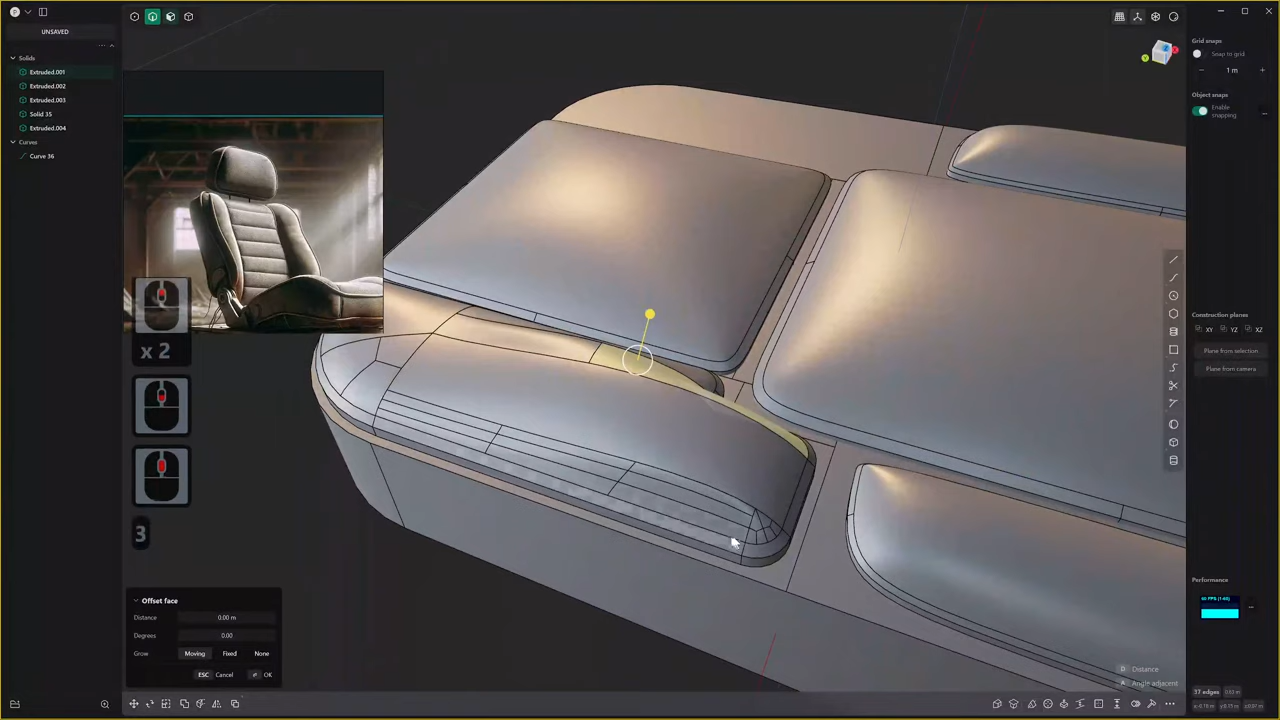 UNSAVED
Solids
Extruded.001
Extruded.002
Extruded.003
Solid 35
Extruded.004
Curves
Curve 36
x 2
3
Offset face
Distance 0.00 m
Degrees 0.00
Grow Moving Fixed None
ESC Cancel OK
Grid snaps
Snap to grid
1 m
Object snaps
Enable
snapping
Construction planes
XY YZ XZ
Plane from selection
Plane from camera
Performance
D Distance
A Angle adjacent
37 edges